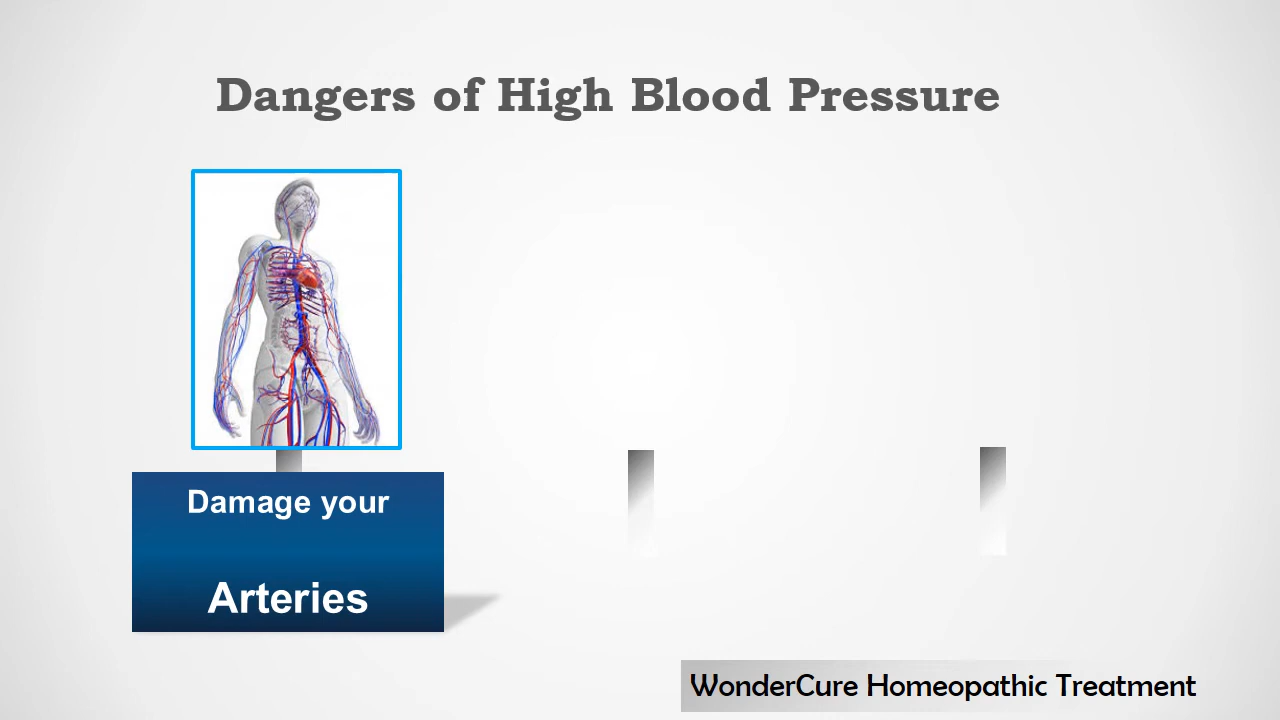 Dangers of High Blood Pressure
Damage your
Arteries
WonderCure Homeopathic Treatment